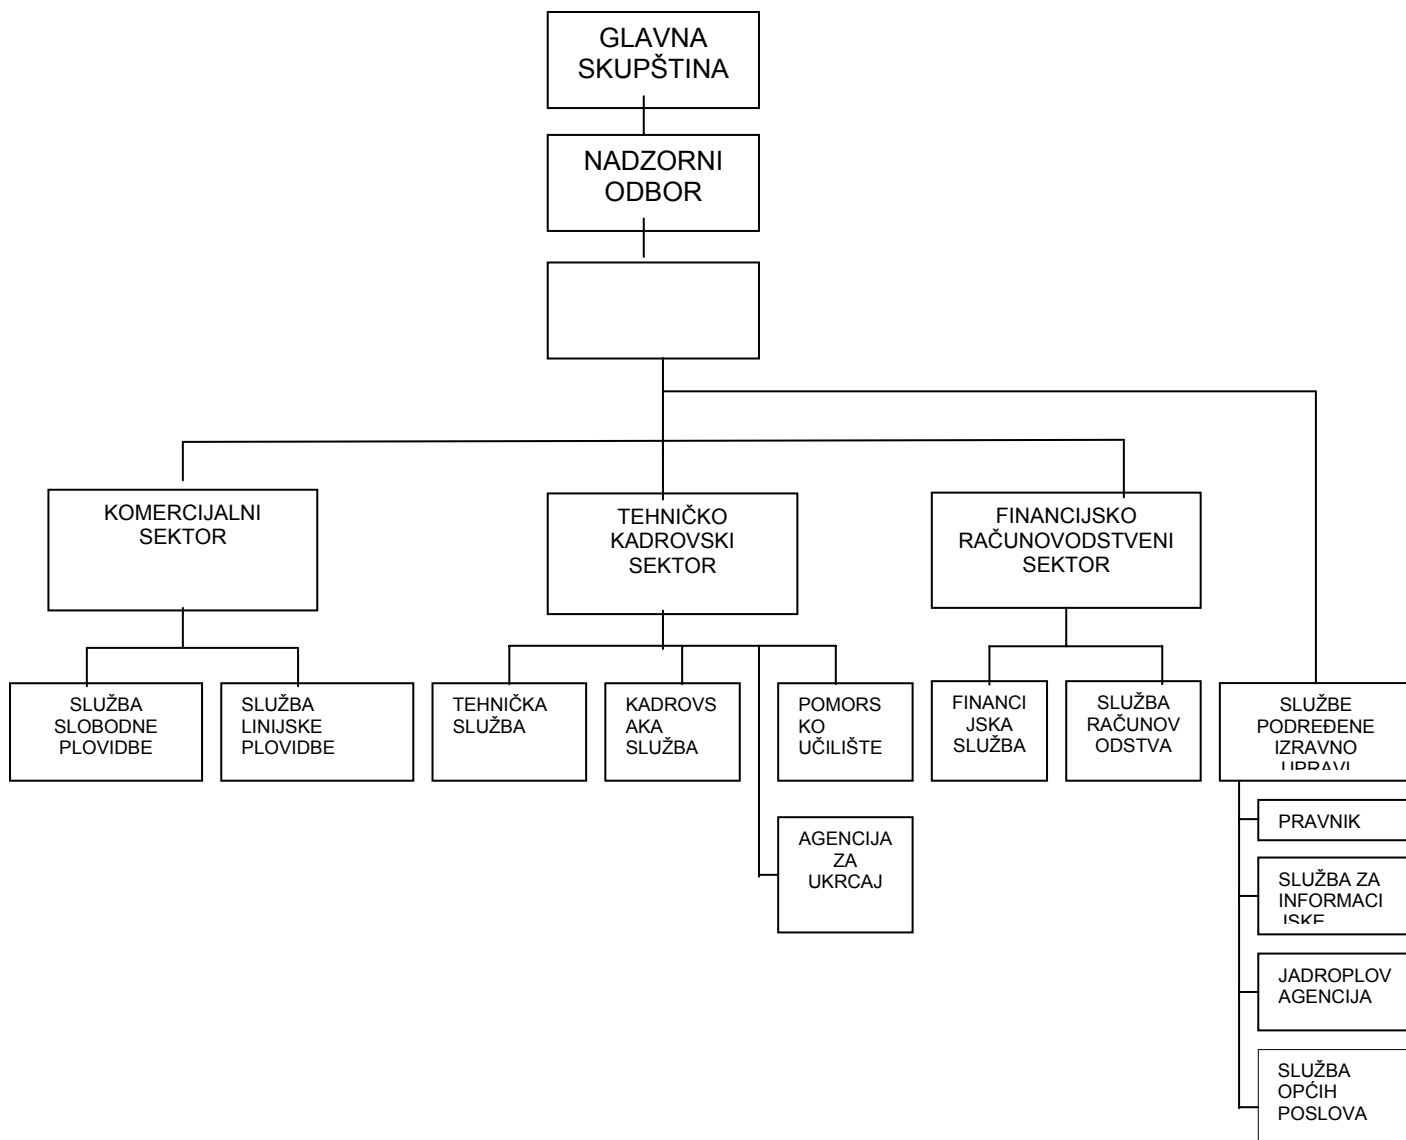 GLAVNA
SKUPŠTINA
NADZORNI
ODBOR
KOMERCIJALNI
SEKTOR
TEHNIČKO
KADROVSKI
SEKTOR
FINANCIJSKO
RAČUNOVODSTVENI
SEKTOR
SLUŽBA
SLOBODNE
PLOVIDBE
SLUŽBA
LINIJSKE
PLOVIDBE
TEHNIČKA
SLUŽBA
KADROVS
AKA
SLUŽBA
POMORS
KO
UČILIŠTE
AGENCIJA
ZA
UKRCAJ
FINANCI
JSKA
SLUŽBA
SLUŽBA
RAČUNOV
ODSTVA
SLUŽBE
PODREĐENE
IZRAVNO
UPRAVI
PRAVNIK
SLUŽBA ZA
INFORMACI
JSKE
JADROPLOV
AGENCIJA
SLUŽBA
OPĆIH
POSLOVA